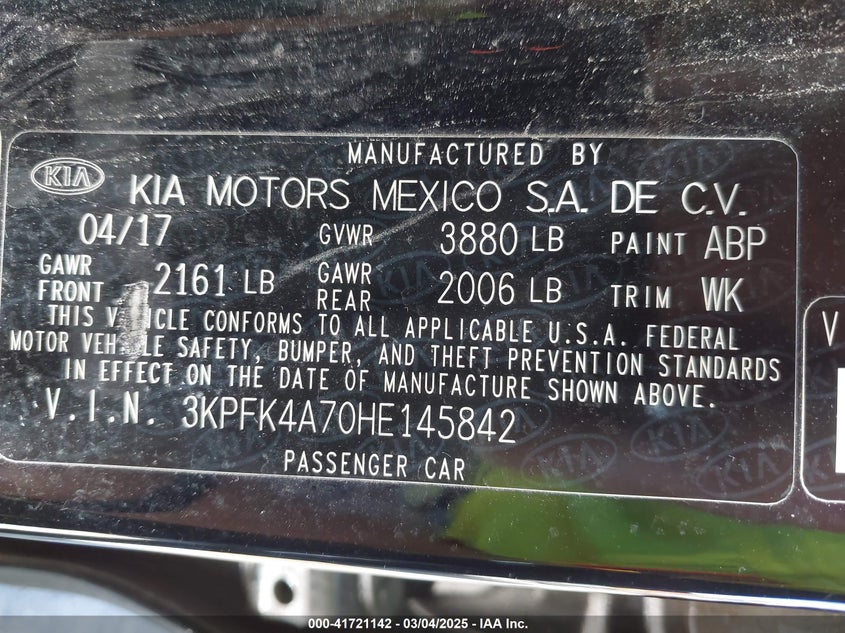 MANUFACTURED BY
KIA KIA MOTORS MEXICO S.A. DE C.V.
04/17 GVWR 3880 LB PAINT ABP
GAWR FRONT 2161 LB GAWR REAR 2006 LB TRIM WK
THIS V ICLE CONFORMS TO ALL APPLICABLE U.S.A. FEDERAL
MOTOR VEH LE SAFETY, BUMPER, AND THEFT PREVENTION STANDARDS
IN EFFECT ON THE DATE OF MANUFACTURE SHOWN ABOVE.
V.I.N. 3KPFK4A70HE145842
PASSENGER CAR
V
000-41721142 - 03/04/2025 - IAA Inc.